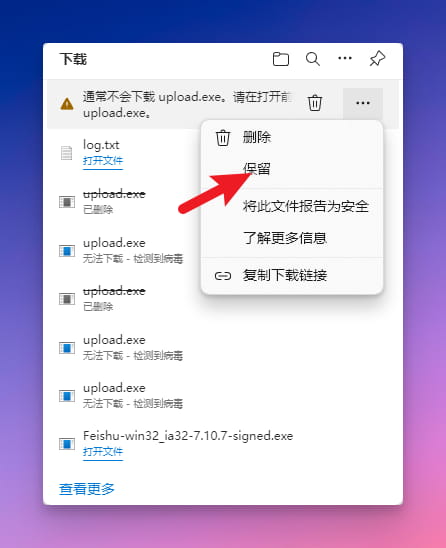 下载
通常不会下载 upload.exe。请在打开前
upload.exe。
删除
保留
将此文件报告为安全
了解更多信息
复制下载链接
log.txt
打开文件
upload.exe
已删除
upload.exe
无法下载 - 检测到病毒
upload.exe
已删除
upload.exe
无法下载 - 检测到病毒
upload.exe
无法下载 - 检测到病毒
Feishu-win32_ia32-7.10.7-signed.exe
打开文件
查看更多